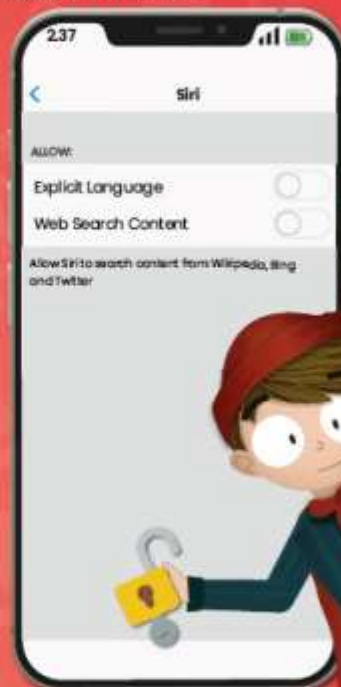 2.37
Siri
ALLOW:
Explicit Language
Web Search Content
Allow Siri to search content from Wikipedia, Bing
and Twitter